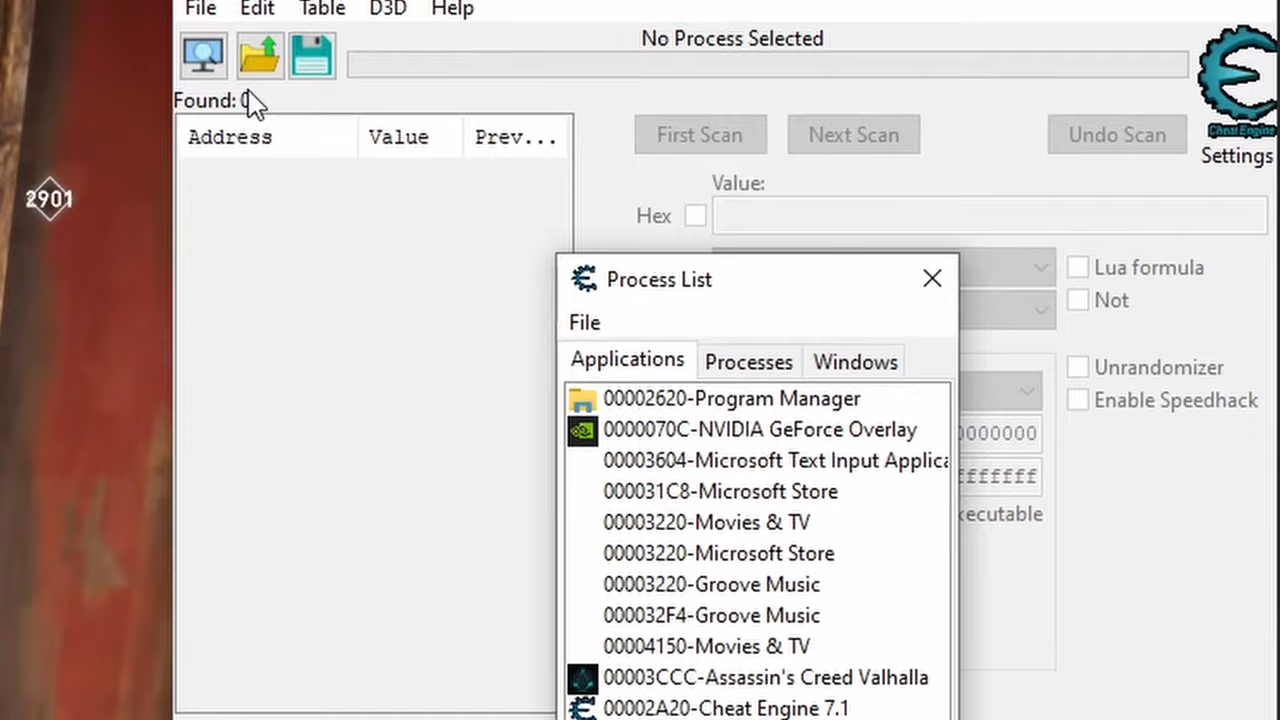 File Edit Table D3D Help
No Process Selected
Found:
Address Value Prev...
First Scan Next Scan Undo Scan
Cheat Engine
Settings
2901
Value:
Hex
Lua formula
Not
Unrandomizer
Enable Speedhack
0000000
fffffff
xecutable
Process List
File
Applications Processes Windows
00002620-Program Manager
0000070C-NVIDIA GeForce Overlay
00003604-Microsoft Text Input Applica
000031C8-Microsoft Store
00003220-Movies & TV
00003220-Microsoft Store
00003220-Groove Music
000032F4-Groove Music
00004150-Movies & TV
00003CCC-Assassin's Creed Valhalla
00002A20-Cheat Engine 7.1